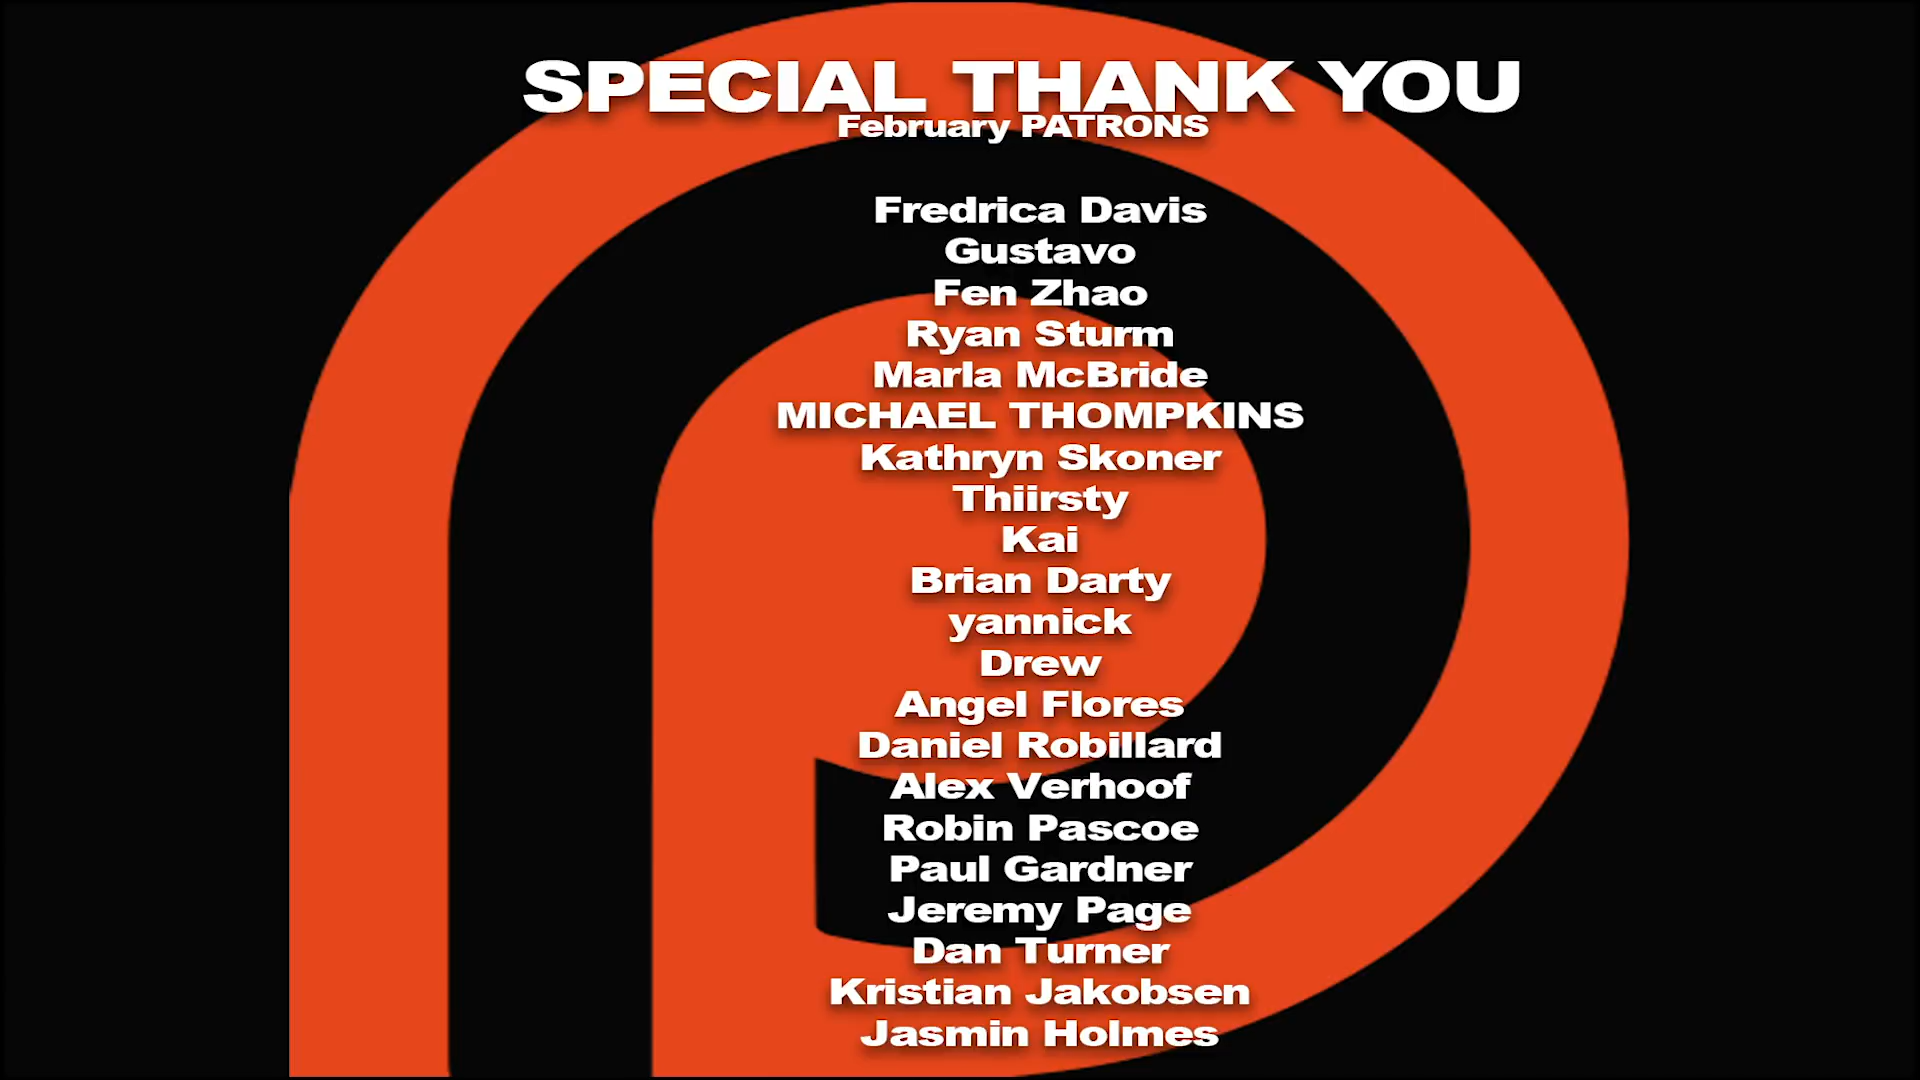 SPECIAL THANK YOU
February PATRONS
Fredrica Davis
Gustavo
Fen Zhao
Ryan Sturm
Marla McBride
MICHAEL THOMPKINS
Kathryn Skoner
Thiirsty
Kai
Brian Darty
yannick
Drew
Angel Flores
Daniel Robillard
Alex Verhoof
Robin Pascoe
Paul Gardner
Jeremy Page
Dan Turner
Kristian Jakobsen
Jasmin Holmes